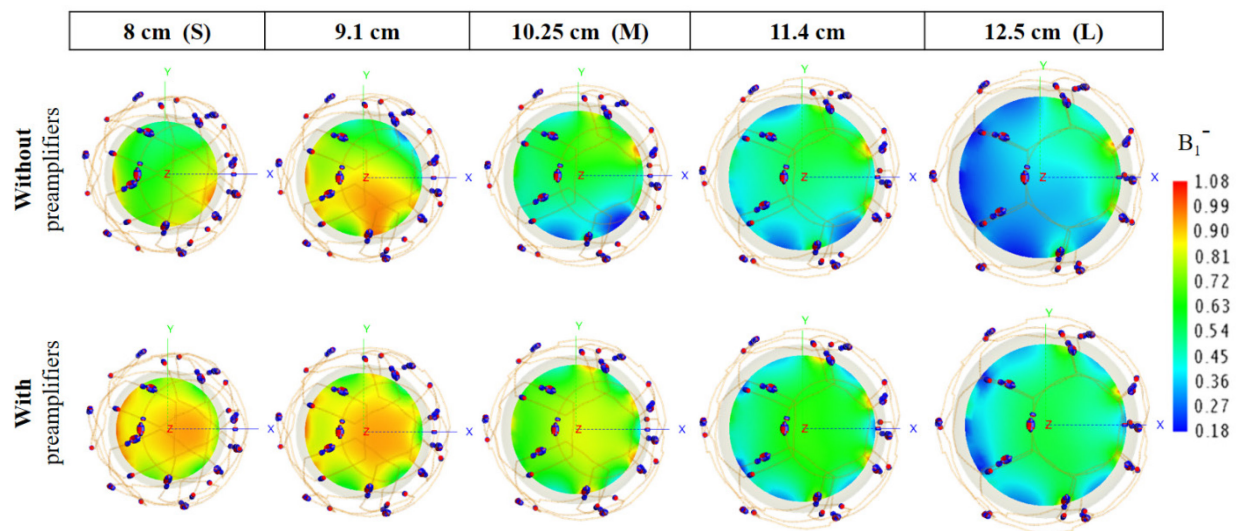 8 cm (S) 9.1 cm 10.25 cm (M) 11.4 cm 12.5 cm (L)
Y Y Y Y Y
Without
preamplifiers
Z X Z X Z X Z X Z X
B1-
1.08
0.99
0.90
0.81
0.72
0.63
0.54
0.45
0.36
0.27
0.18
Y Y Y Y Y
With
preamplifiers
Z X Z X Z X Z X Z X